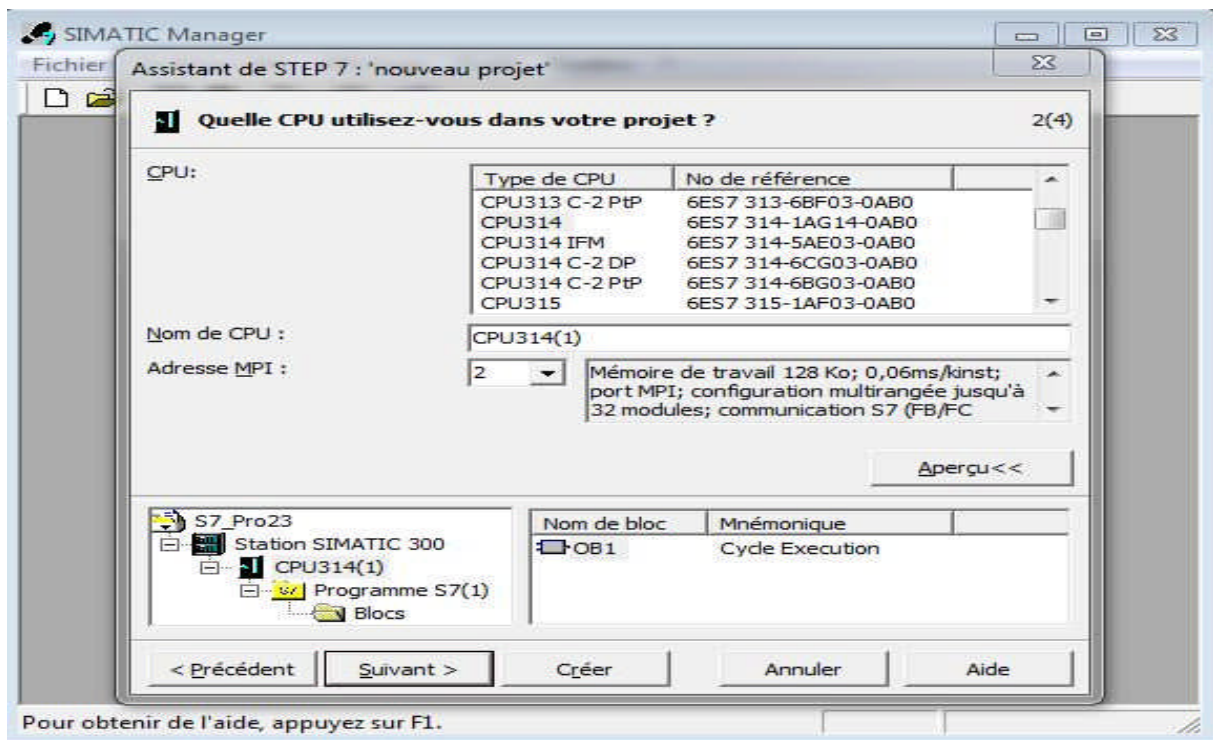 SIMATIC Manager
Fichier
Assistant de STEP 7 : 'nouveau projet'
Quelle CPU utilisez-vous dans votre projet ? 2(4)
CPU:
Type de CPU No de référence
CPU313 C-2 PtP 6ES7 313-6BF03-0AB0
CPU314 6ES7 314-1AG14-0AB0
CPU314 IFM 6ES7 314-5AE03-0AB0
CPU314 C-2 DP 6ES7 314-6CG03-0AB0
CPU314 C-2 PtP 6ES7 314-6BG03-0AB0
CPU315 6ES7 315-1AF03-0AB0
Nom de CPU : CPU314(1)
Adresse MPI : 2
Mémoire de travail 128 Ko; 0,06ms/kinst;
port MPI; configuration multirangée jusqu'à
32 modules; communication S7 (FB/FC
Aperçu<<
S7_Pro23
Station SIMATIC 300
CPU314(1)
Programme S7(1)
Blocs
Nom de bloc Mnémonique
OB1 Cycle Execution
< Précédent Suivant > Créer Annuler Aide
Pour obtenir de l'aide, appuyez sur F1.